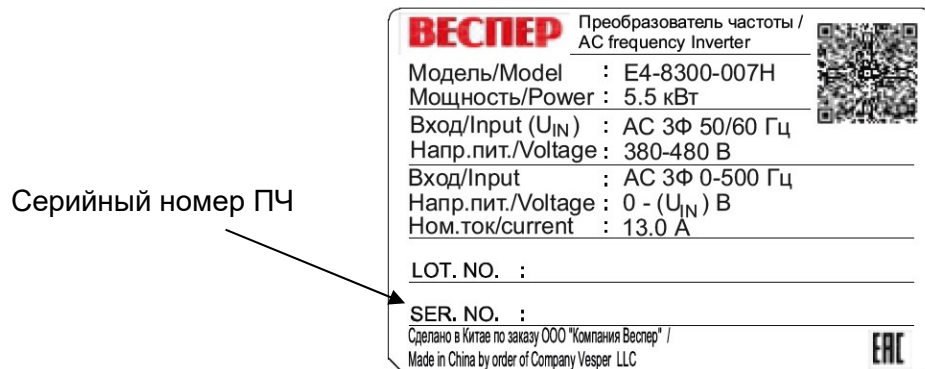 ВЕСПЕР
Преобразователь частоты /
AC frequency Inverter
Модель/Model : E4-8300-007H
Мощность/Power : 5.5 кВт
Вход/Input (UIN) : AC 3Ф 50/60 Гц
Напр.пит./Voltage : 380-480 В
Вход/Input : AC 3Ф 0-500 Гц
Напр.пит./Voltage : 0 - (UIN) В
Ном.ток/current : 13.0 А
Серийный номер ПЧ
LOT. NO. :
SER. NO. :
Сделано в Китае по заказу ООО "Компания Веспер" /
Made in China by order of Company Vesper LLC
EAC